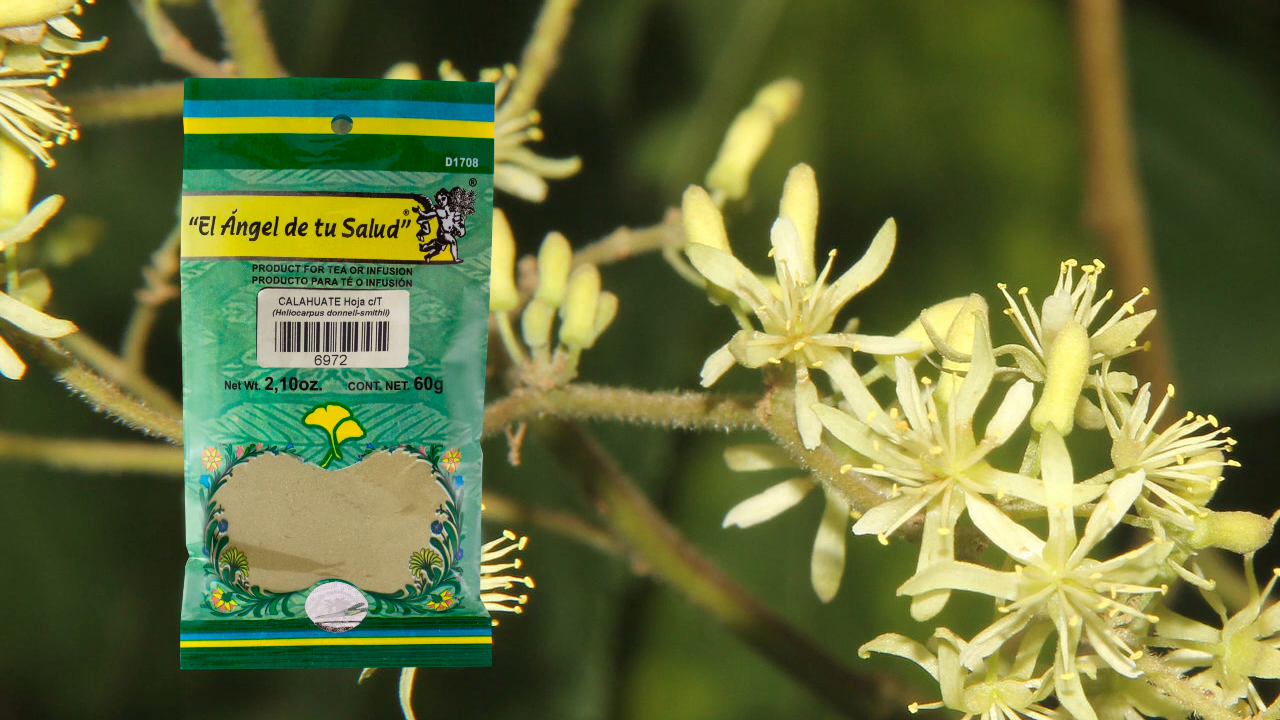 D1708
®
“El Ángel de tu Salud”®
PRODUCT FOR TEA OR INFUSION
PRODUCTO PARA TÉ O INFUSIÓN
CALAHUATE Hoja c/T
(Heliocarpus donnell-smithii)
6972
Net Wt. 2,10oz. CONT. NET. 60g